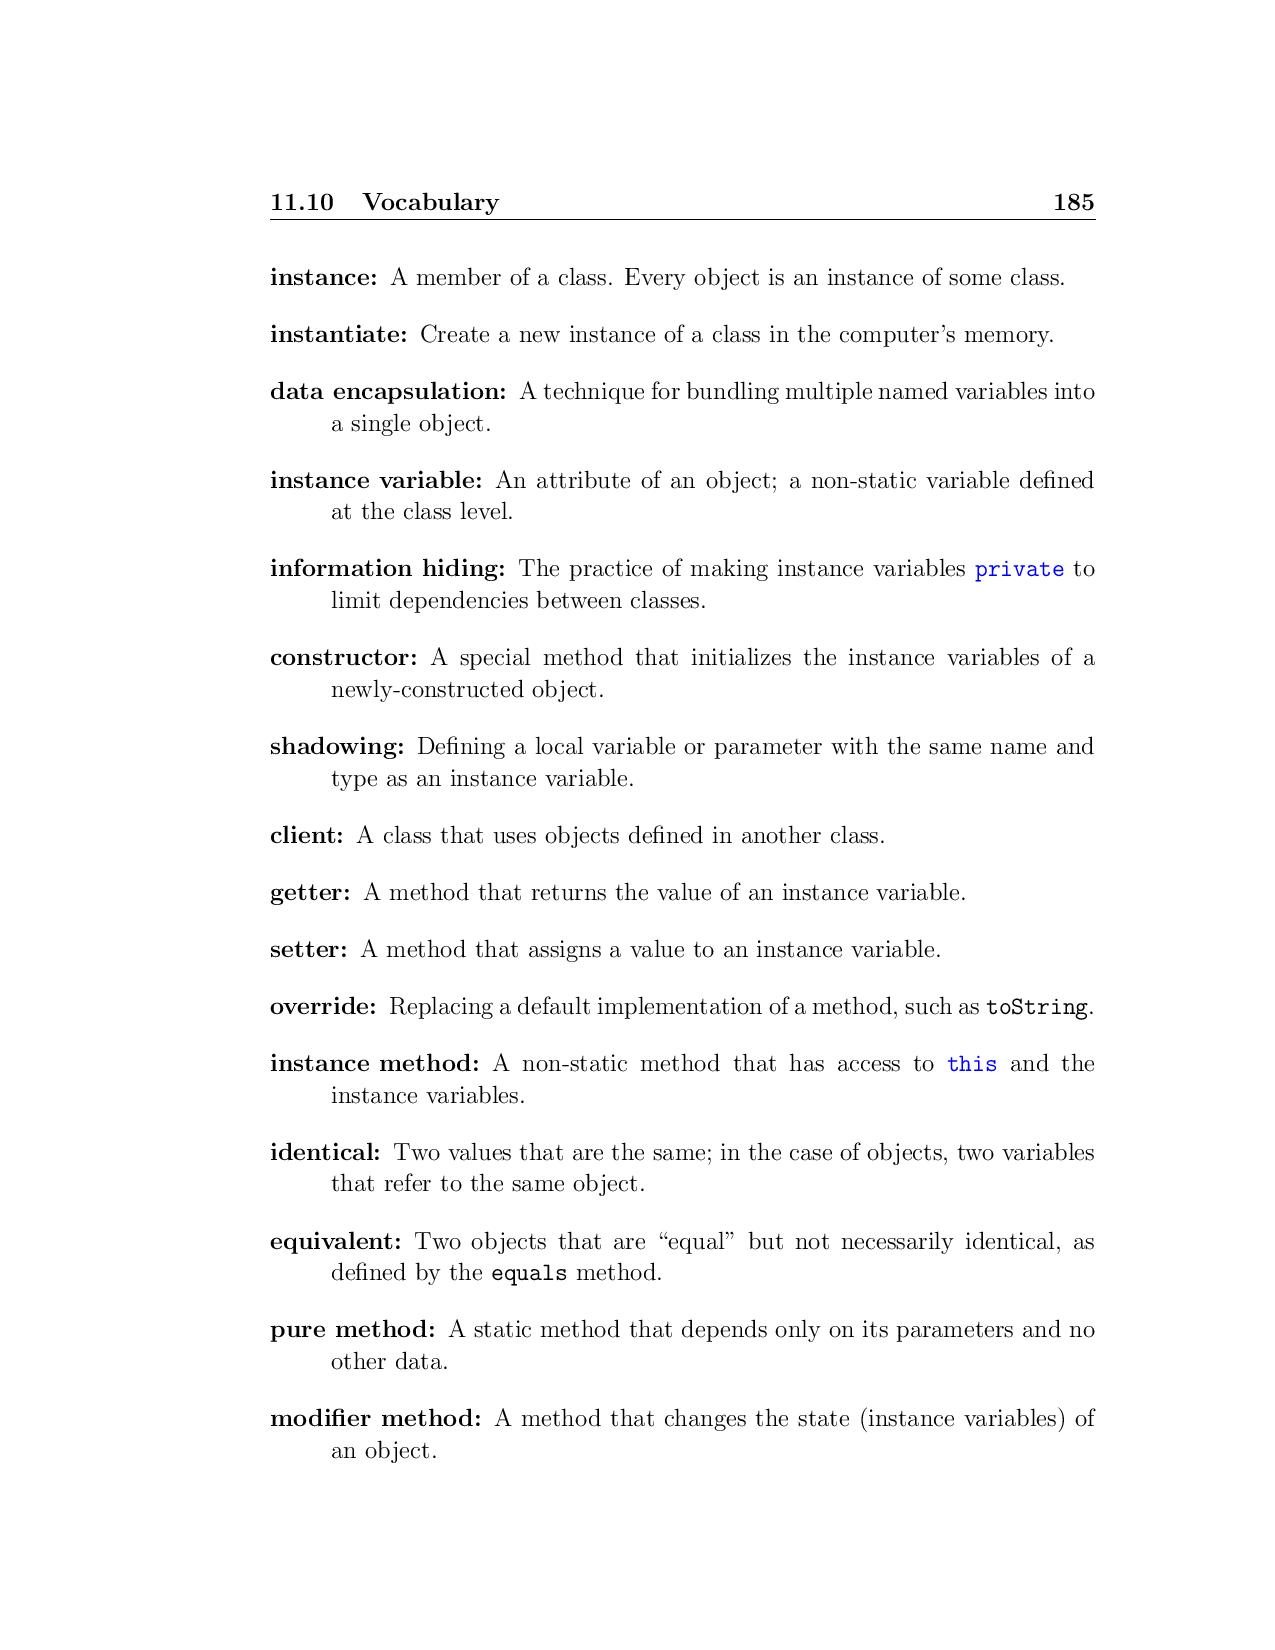 11.10 Vocabulary 185
instance: A member of a class. Every object is an instance of some class.
instantiate: Create a new instance of a class in the computer’s memory.
data encapsulation: A technique for bundling multiple named variables into
a single object.
instance variable: An attribute of an object; a non-static variable defined
at the class level.
information hiding: The practice of making instance variables private to
limit dependencies between classes.
constructor: A special method that initializes the instance variables of a
newly-constructed object.
shadowing: Defining a local variable or parameter with the same name and
type as an instance variable.
client: A class that uses objects defined in another class.
getter: A method that returns the value of an instance variable.
setter: A method that assigns a value to an instance variable.
override: Replacing a default implementation of a method, such as toString.
instance method: A non-static method that has access to this and the
instance variables.
identical: Two values that are the same; in the case of objects, two variables
that refer to the same object.
equivalent: Two objects that are “equal” but not necessarily identical, as
defined by the equals method.
pure method: A static method that depends only on its parameters and no
other data.
modifier method: A method that changes the state (instance variables) of
an object.